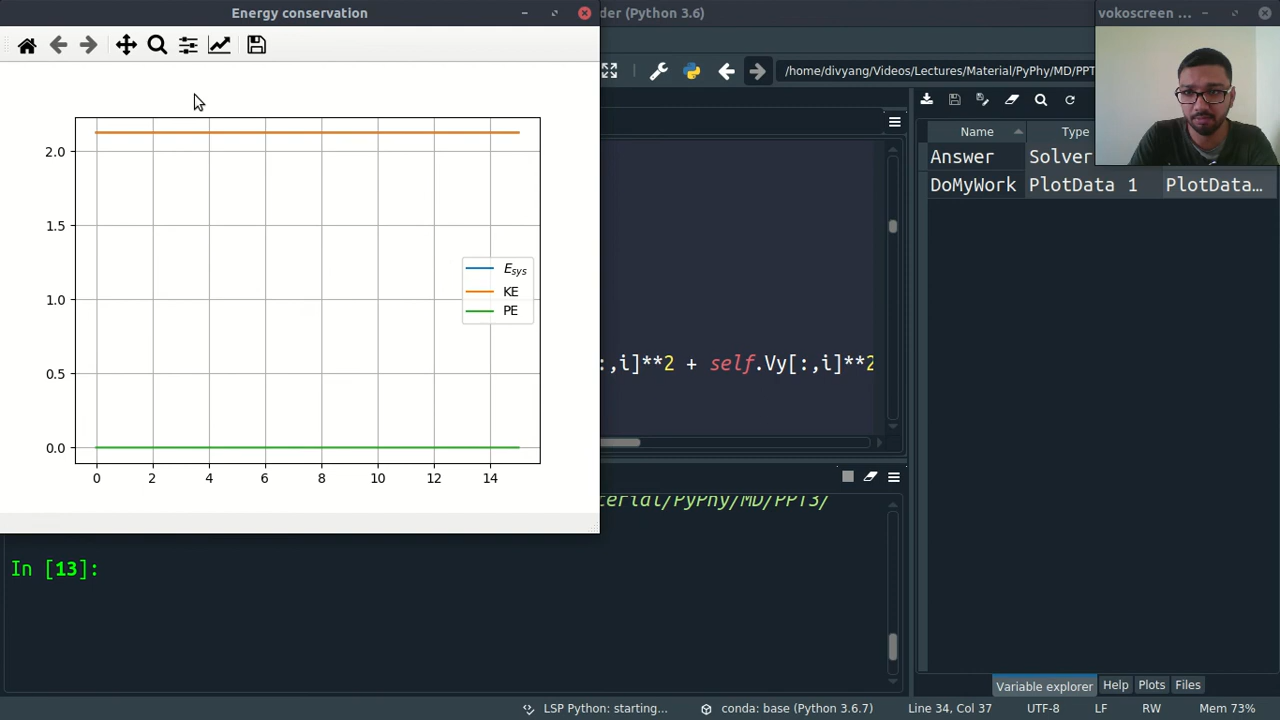 Energy conservation
der (Python 3.6)
vokoscreen ...
/home/divyang/Videos/Lectures/Material/PyPhy/MD/PPT
2.0
1.5
1.0
0.5
0.0
0 2 4 6 8 10 12 14
Esys
KE
PE
:,i]**2 + self.Vy[:,i]**2
Name Type
Answer Solver
DoMyWork PlotData 1 PlotData…
terial/PyPhy/MD/PPT3/
In [13]:
Variable explorer Help Plots Files
LSP Python: starting... conda: base (Python 3.6.7) Line 34, Col 37 UTF-8 LF RW Mem 73%